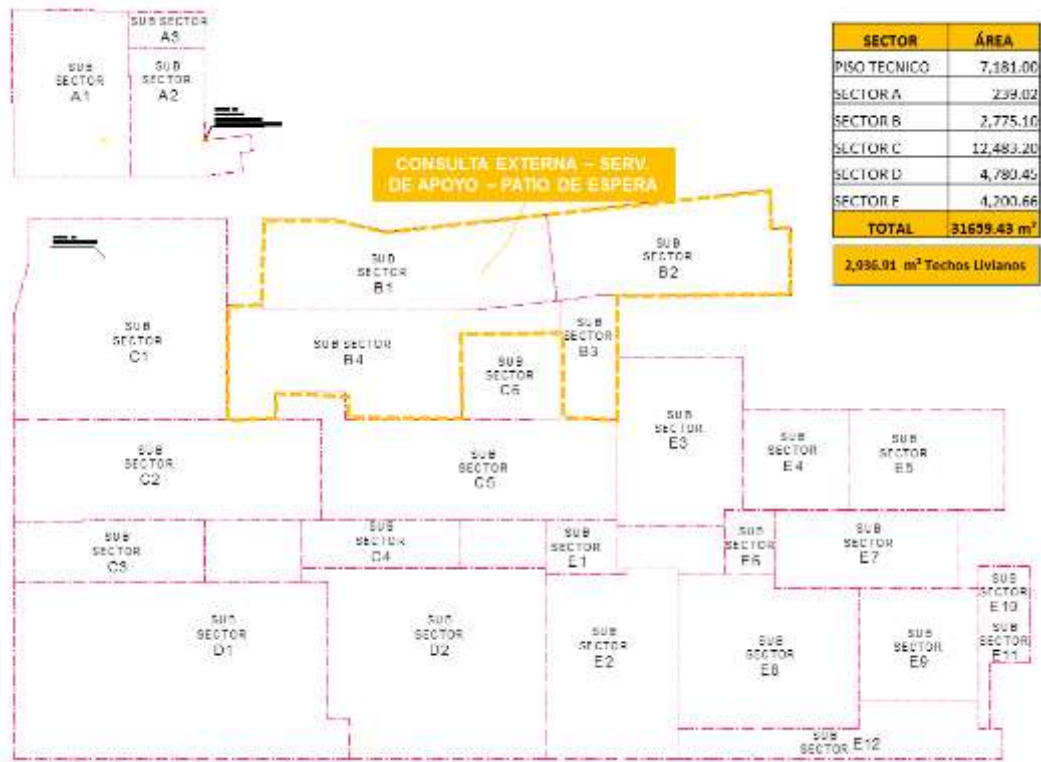 SUB SECTOR
A3
SUB
SECTOR
A1
SUB
SECTOR
A2
SECTOR ÁREA
PISO TECNICO 7,181.00
SECTOR A 239.02
SECTOR B 2,775.10
SECTOR C 12,483.20
SECTOR D 4,780.45
SECTOR E 4,200.66
TOTAL 31659.43 m²
2,936.91 m² Techos Livianos
CONSULTA EXTERNA – SERV.
DE APOYO – PATIO DE ESPERA
SUB
SECTOR
B1
SUB
SECTOR
B2
SUB
SECTOR
C1
SUB SECTOR
B4
SUB
SECTOR
B3
SUB
SECTOR
C6
SUB
SECTOR
E3
SUB
SECTOR
E4
SUB
SECTOR
E5
SUB
SECTOR
C2
SUB
SECTOR
C5
SUB
SECTOR
C3
SUB
SECTOR
C4
SUB
SECTOR
E1
SUB
SECTOR
E6
SUB
SECTOR
E7
SUB
SECTOR
D1
SUB
SECTOR
D2
SUB
SECTOR
E2
SUB
SECTOR
E8
SUB
SECTOR
E9
SUB
SECTOR
E10
SUB
SECTOR
E11
SUB
SECTOR E12